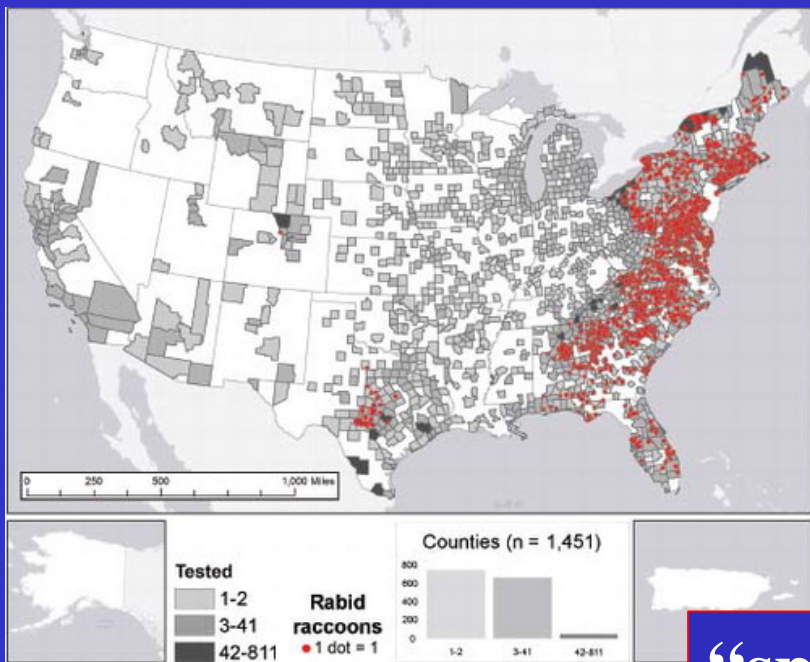 0 250 500 1,000 Miles
Tested
1-2
3-41
42-811
Rabid
raccoons
1 dot = 1
Counties (n = 1,451)
800
600
400
200
0
1-2 3-41 42-811